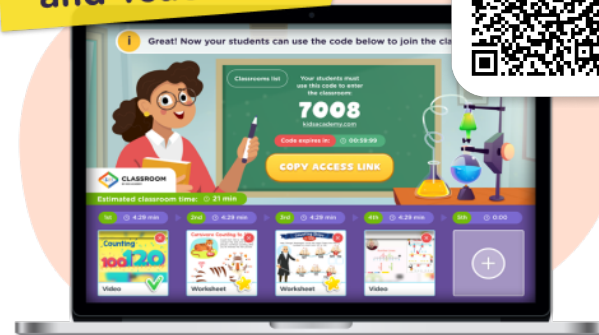 Great! Now your students can use the code below to join the cla
Classrooms list
Your students must
use this code to enter
the classroom
7008
kidsacademy.com
Code expires in:
00:59:99
COPY ACCESS LINK
CLASSROOM
Estimated classroom time: 21 min
1st 4:29 min
2nd 4:29 min
3rd 4:29 min
4th 4:29 min
5th 0:00
Counting
100 120
Video
Worksheet
Worksheet
Video